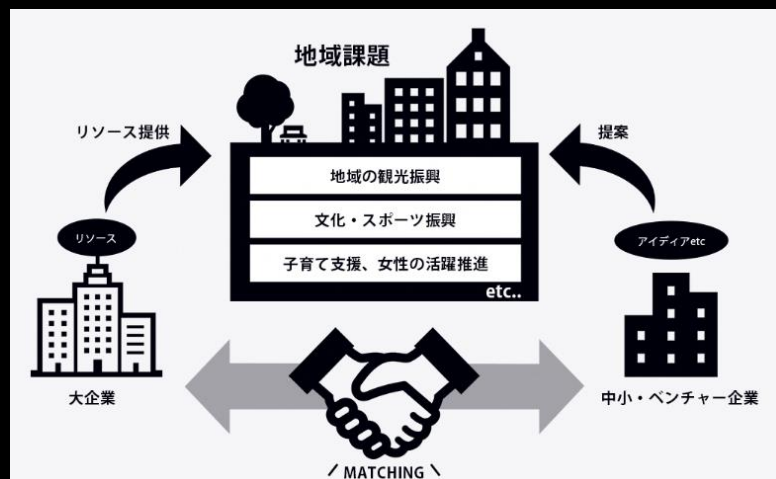 地域課題
リソース提供
提案
地域の観光振興
文化・スポーツ振興
子育て支援、女性の活躍推進
etc..
リソース
アイディアetc
大企業
中小・ベンチャー企業
/ MATCHING \